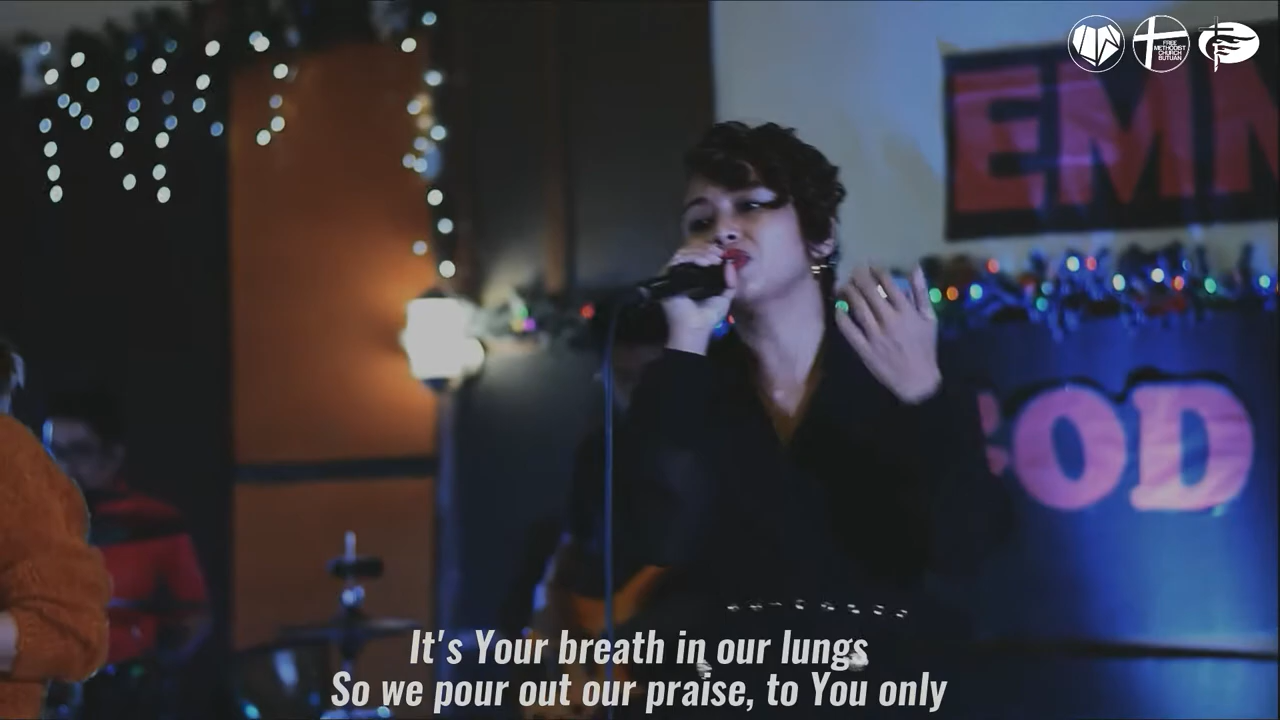 FREE
METHODIST
CHURCH
BUTUAN
EMM
GOD
It's Your breath in our lungs
So we pour out our praise, to You only